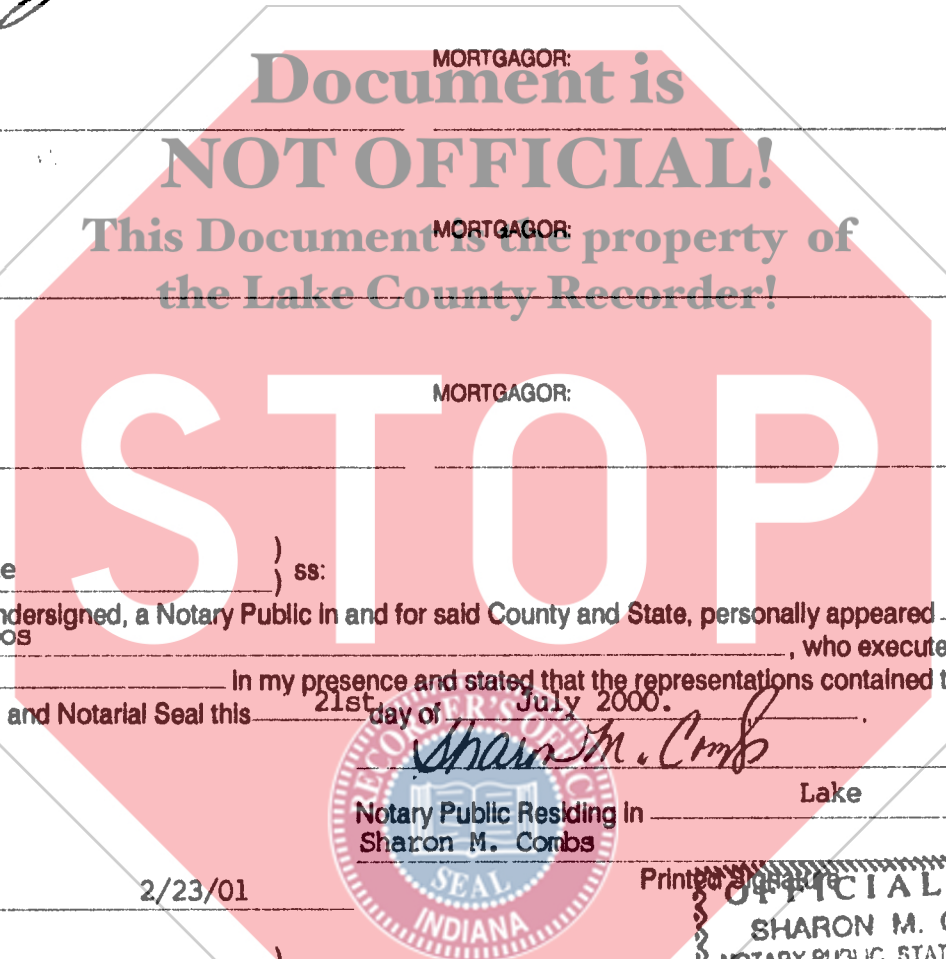 MORTGAGOR:
Document is
NOT OFFICIAL!
MORTGAGOR:
This Document is the property of
the Lake County Recorder!
MORTGAGOR:
STOP
e ) ss:
)
ndersigned, a Notary Public in and for said County and State, personally appeared
os
, who execute
in my presence and stated that the representations contained t
and Notarial Seal this 21st day of July 2000.
Sharon M. Combs
Notary Public Residing in Lake
Sharon M. Combs
Printed Signature
2/23/01
RECORDER'S OFFICE
SEAL
INDIANA
OFFICIAL
SHARON M. C
NOTARY PUBLIC, STAT